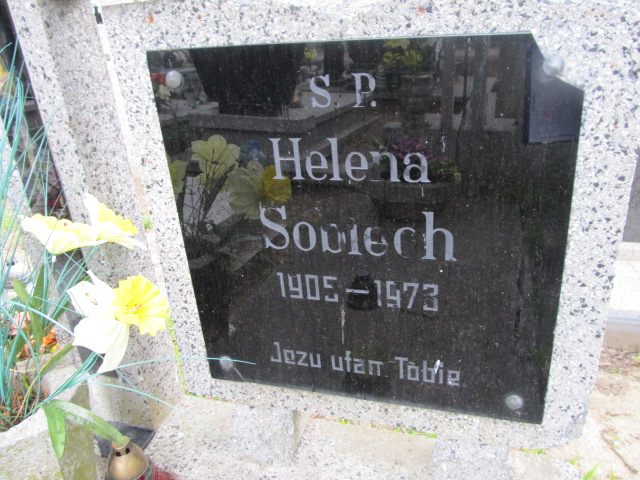 S. P.
Helena
Sobiech
1905-1973
Jezu ufam Tobie